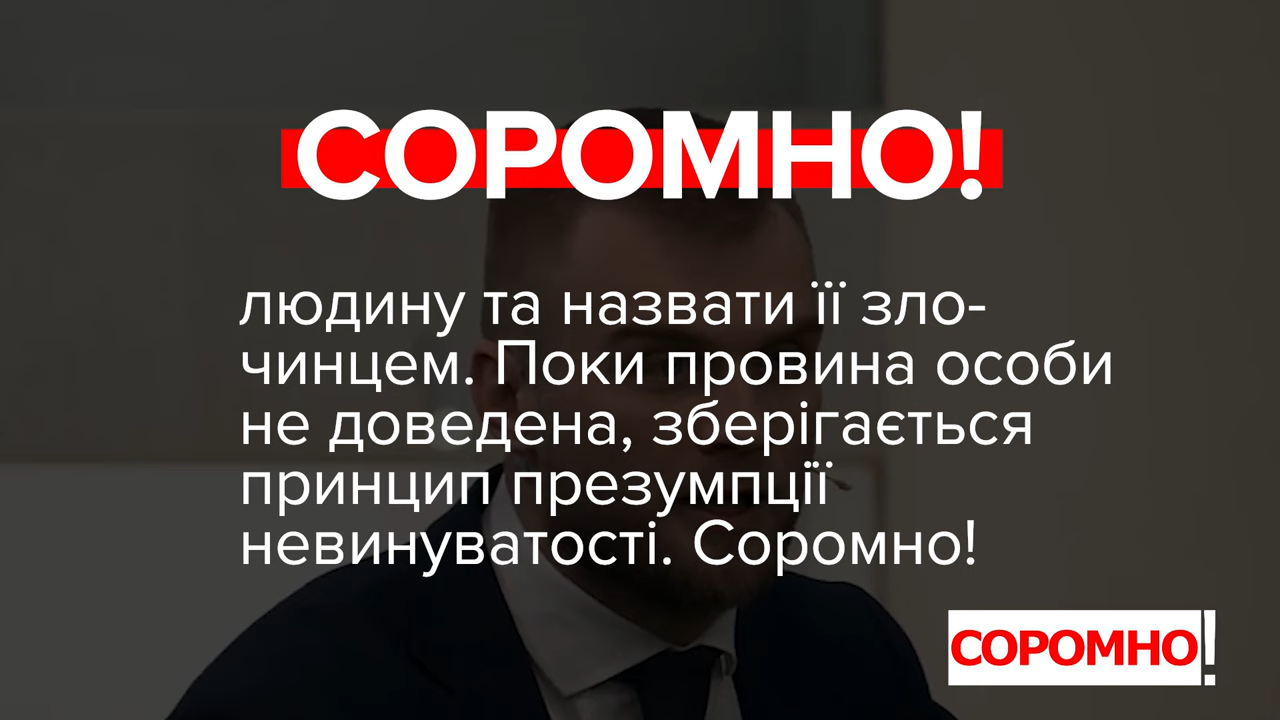 СОРОМНО!
людину та назвати її зло-
чинцем. Поки провина особи
не доведена, зберігається
принцип презумпції
невинуватості. Соромно!
СОРОМНО!